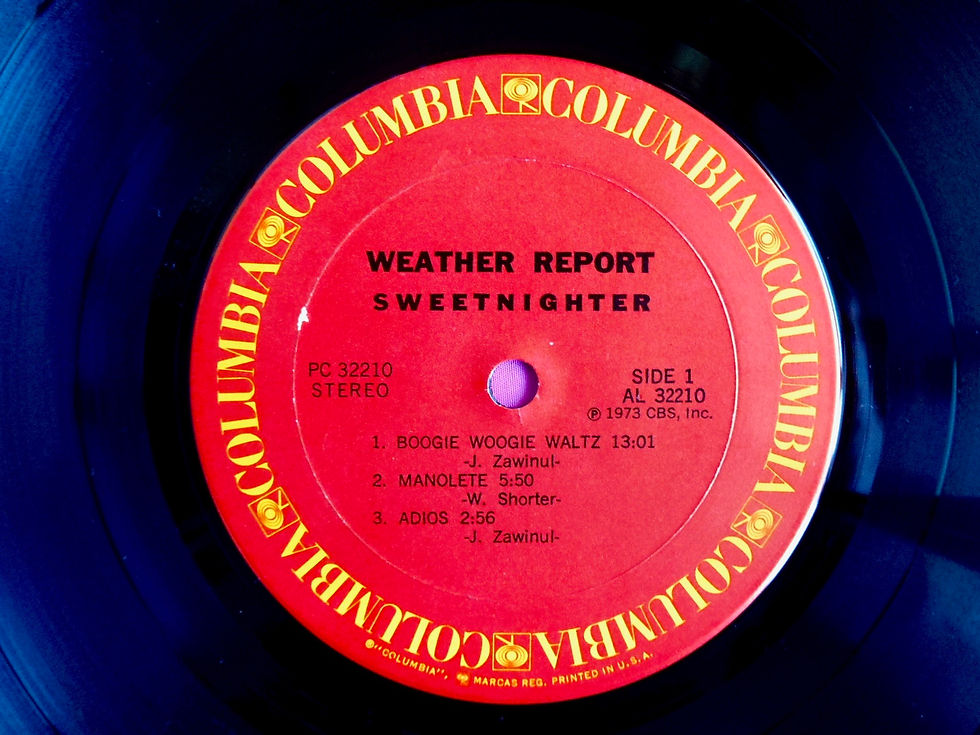 COLUMBIA COLUMBIA COLUMBIA COLUMBIA COLUMBIA COLUMBIA
WEATHER REPORT
SWEETNIGHTER
PC 32210
STEREO
SIDE 1
AL 32210
Ⓟ 1973 CBS, Inc.
1. BOOGIE WOOGIE WALTZ 13:01
-J. Zawinul-
2. MANOLETE 5:50
-W. Shorter-
3. ADIOS 2:56
-J. Zawinul-
"COLUMBIA", MARCAS REG. PRINTED IN U.S.A.